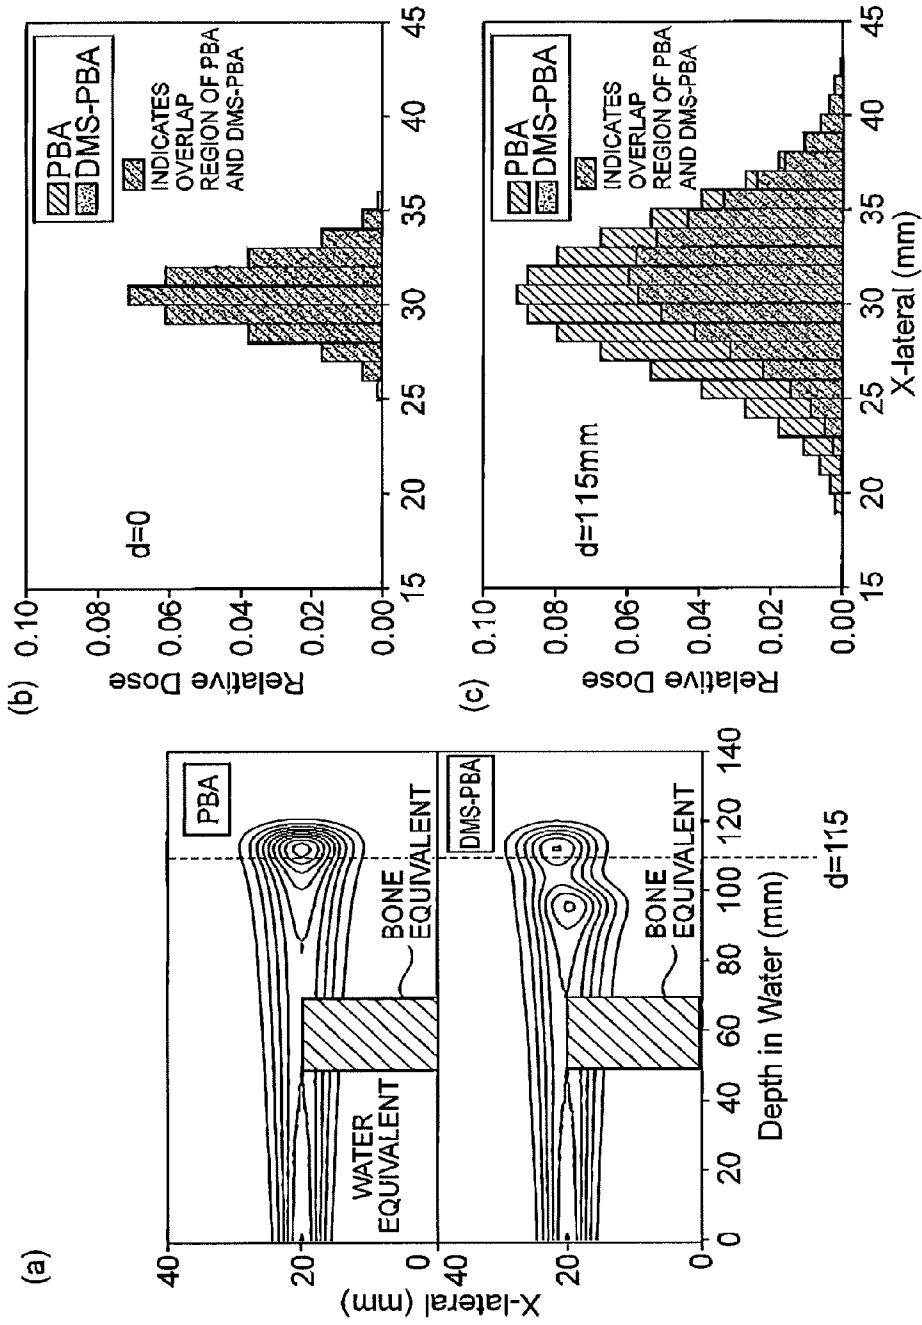 (a)
X-lateral (mm)
40
20
0
PBA
WATER
EQUIVALENT
BONE
EQUIVALENT
40
20
0
DMS-PBA
BONE
EQUIVALENT
0 20 40 60 80 100 120 140
Depth in Water (mm)
d=115
(b)
Relative Dose
0.10
0.08
0.06
0.04
0.02
0.00
d=0
PBA
DMS-PBA
INDICATES
OVERLAP
REGION OF PBA
AND DMS-PBA
15 20 25 30 35 40 45
(c)
Relative Dose
0.10
0.08
0.06
0.04
0.02
0.00
d=115mm
PBA
DMS-PBA
INDICATES
OVERLAP
REGION OF PBA
AND DMS-PBA
15 20 25 30 35 40 45
X-lateral (mm)